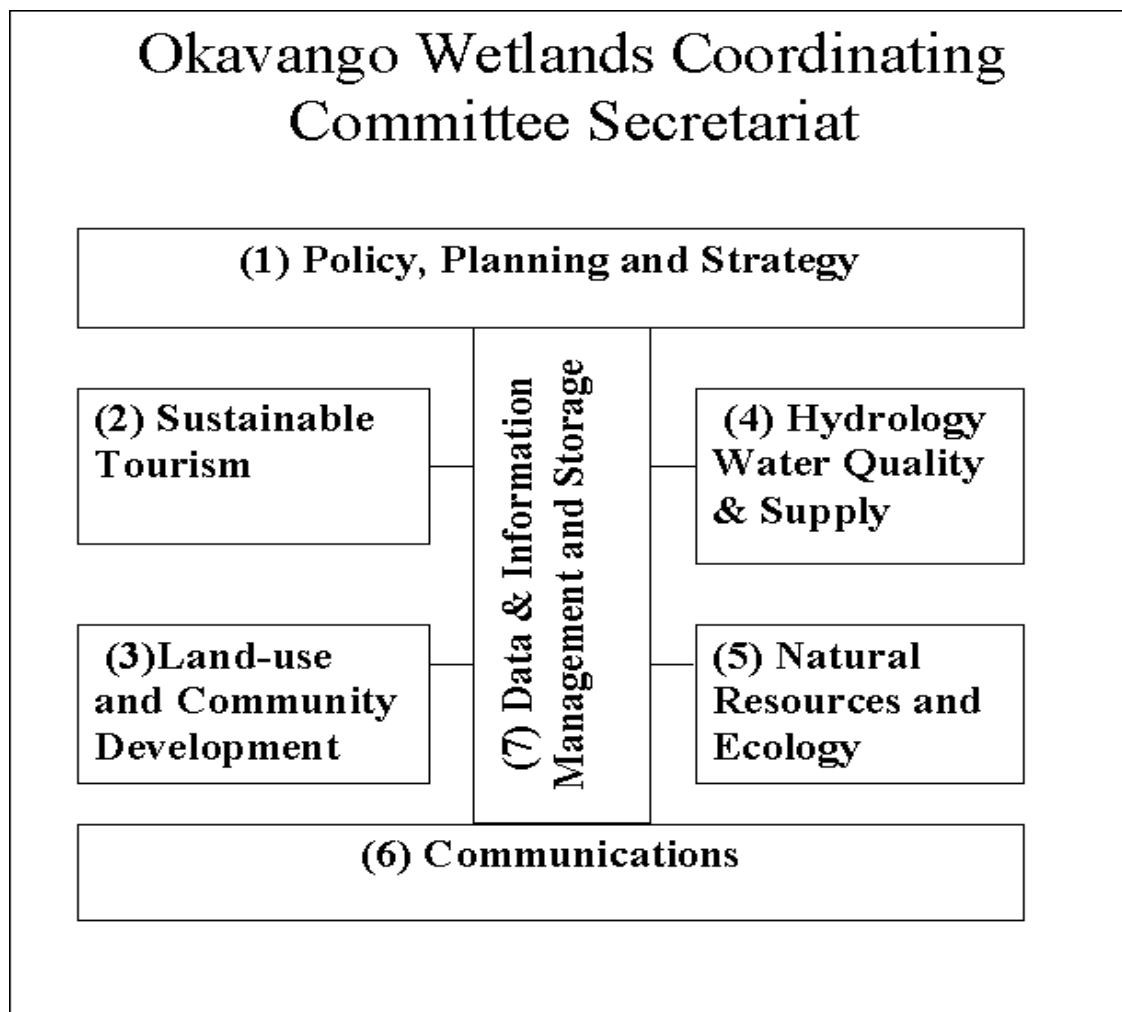 Okavango Wetlands Coordinating
Committee Secretariat
(1) Policy, Planning and Strategy
(2) Sustainable
Tourism
(3)Land-use
and Community
Development
(7) Data & Information
Management and Storage
(4) Hydrology
Water Quality
& Supply
(5) Natural
Resources and
Ecology
(6) Communications